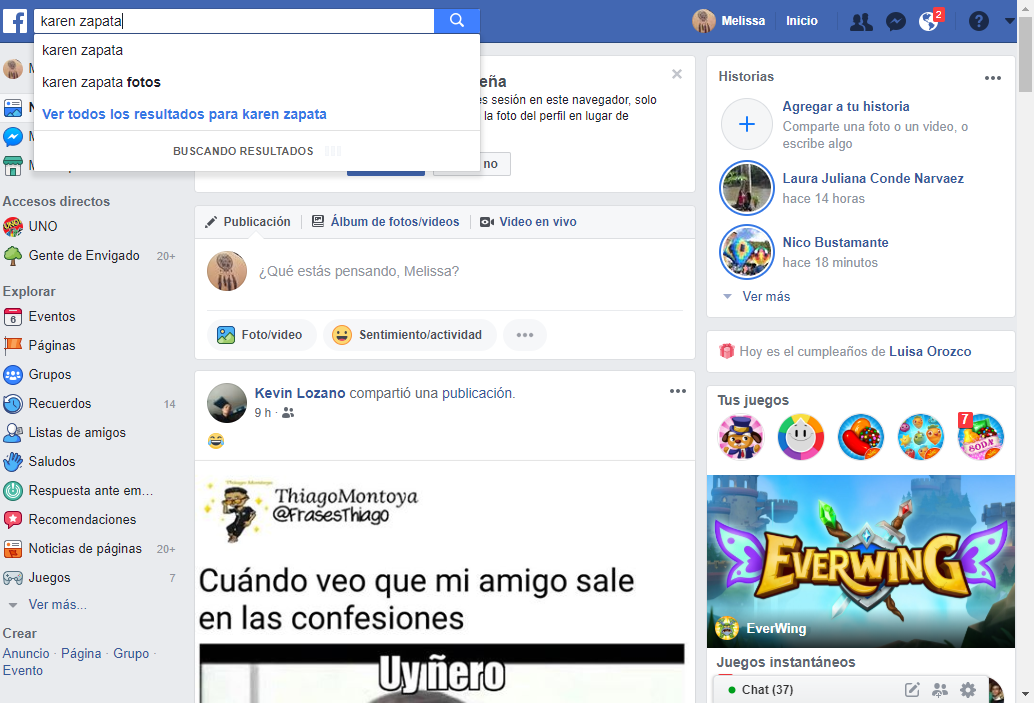 karen zapata
Melissa
Inicio
2
karen zapata
karen zapata fotos
Ver todos los resultados para karen zapata
BUSCANDO RESULTADOS
eña
es sesión en este navegador, solo
la foto del perfil en lugar de
no
Accesos directos
UNO
Gente de Envigado 20+
Explorar
6
Eventos
Páginas
Grupos
Recuerdos 14
Listas de amigos
Saludos
Respuesta ante em...
Recomendaciones
Noticias de páginas 20+
Juegos 7
Ver más...
Crear
Anuncio · Página · Grupo ·
Evento
Publicación
Álbum de fotos/videos
Video en vivo
¿Qué estás pensando, Melissa?
Foto/video
Sentimiento/actividad
Kevin Lozano compartió una publicación.
9 h ·
Thiago Montoya
ThiagoMontoya
@FrasesThiago
Cuándo veo que mi amigo sale
en las confesiones
Uy ñero
Historias
Agregar a tu historia
Comparte una foto o un video, o
escribe algo
Laura Juliana Conde Narvaez
hace 14 horas
Nico Bustamante
hace 18 minutos
Ver más
Hoy es el cumpleaños de Luisa Orozco
Tus juegos
7
SODA
EVERWING
EverWing
Juegos instantáneos
Chat (37)